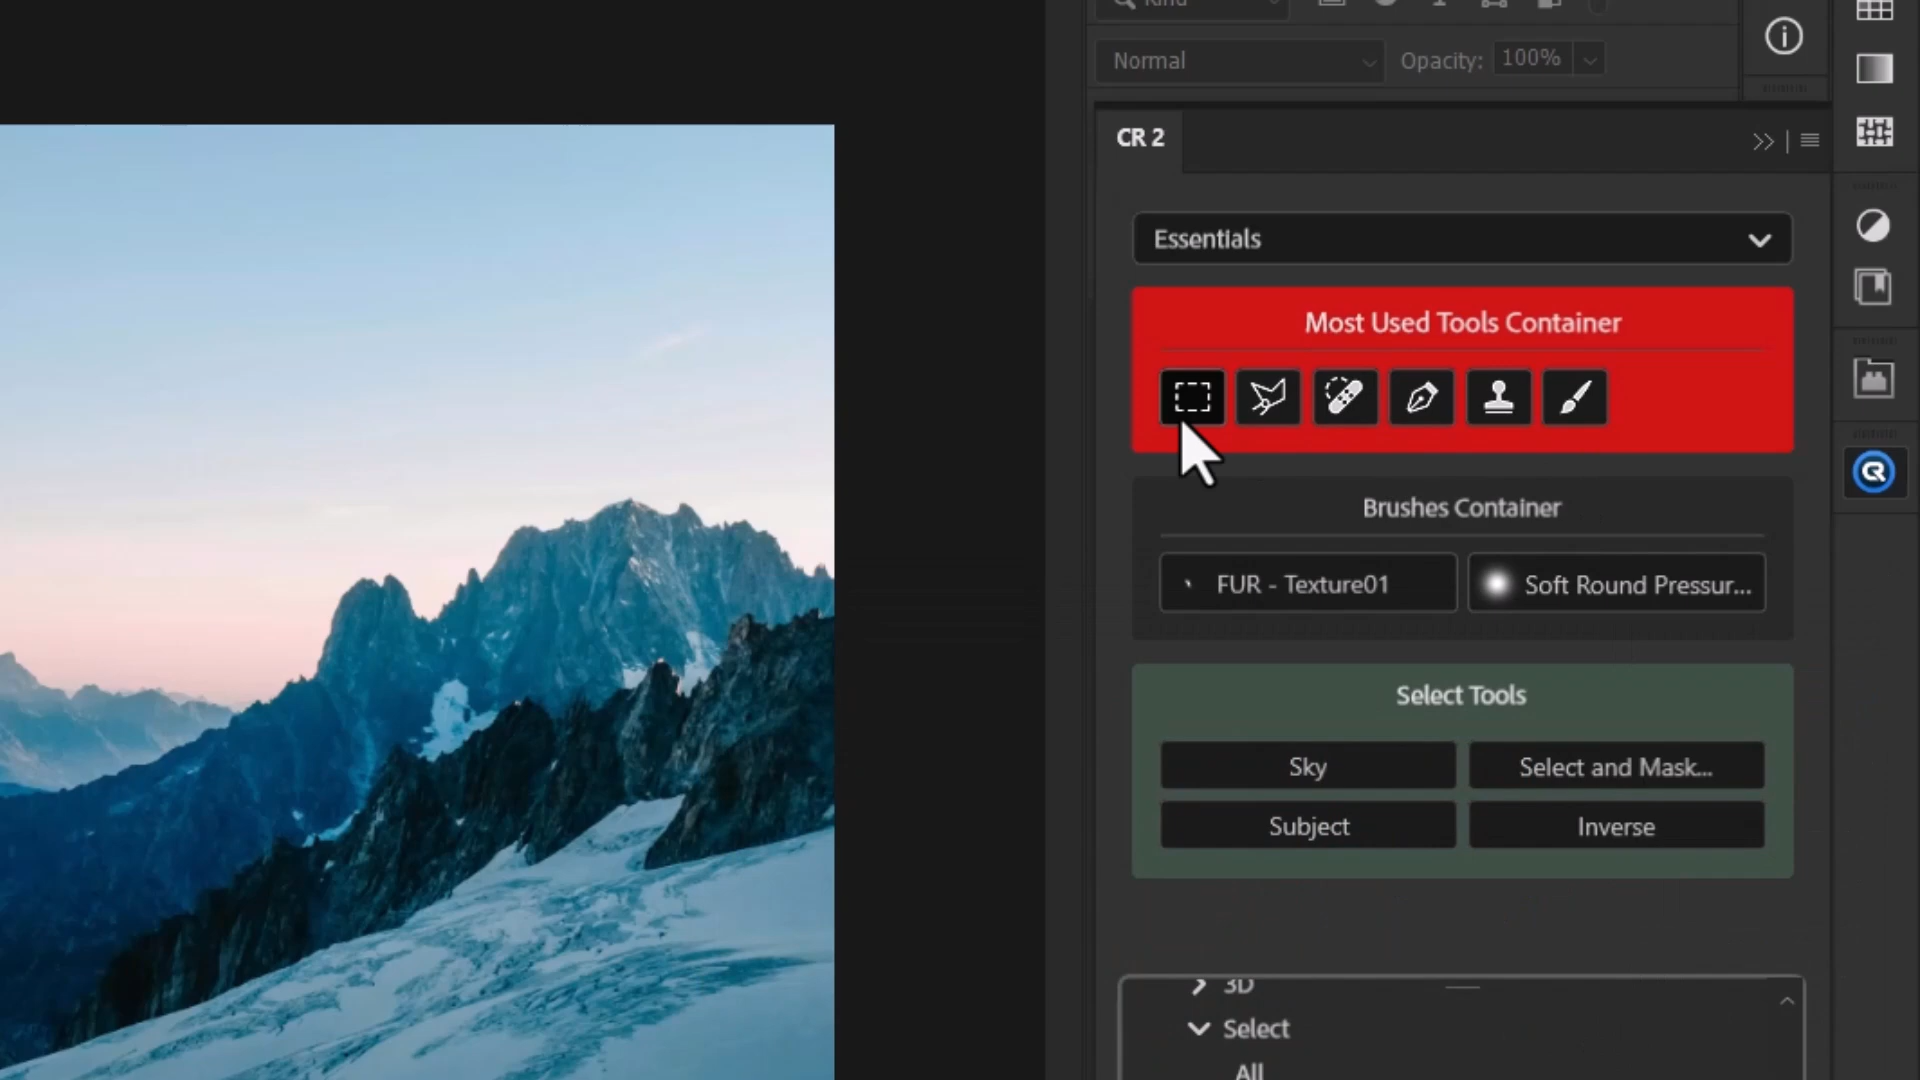 Kind
Normal
Opacity: 100%
CR 2
Essentials
Most Used Tools Container
Brushes Container
FUR - Texture01
Soft Round Pressur...
Select Tools
Sky
Select and Mask...
Subject
Inverse
3D
Select
All